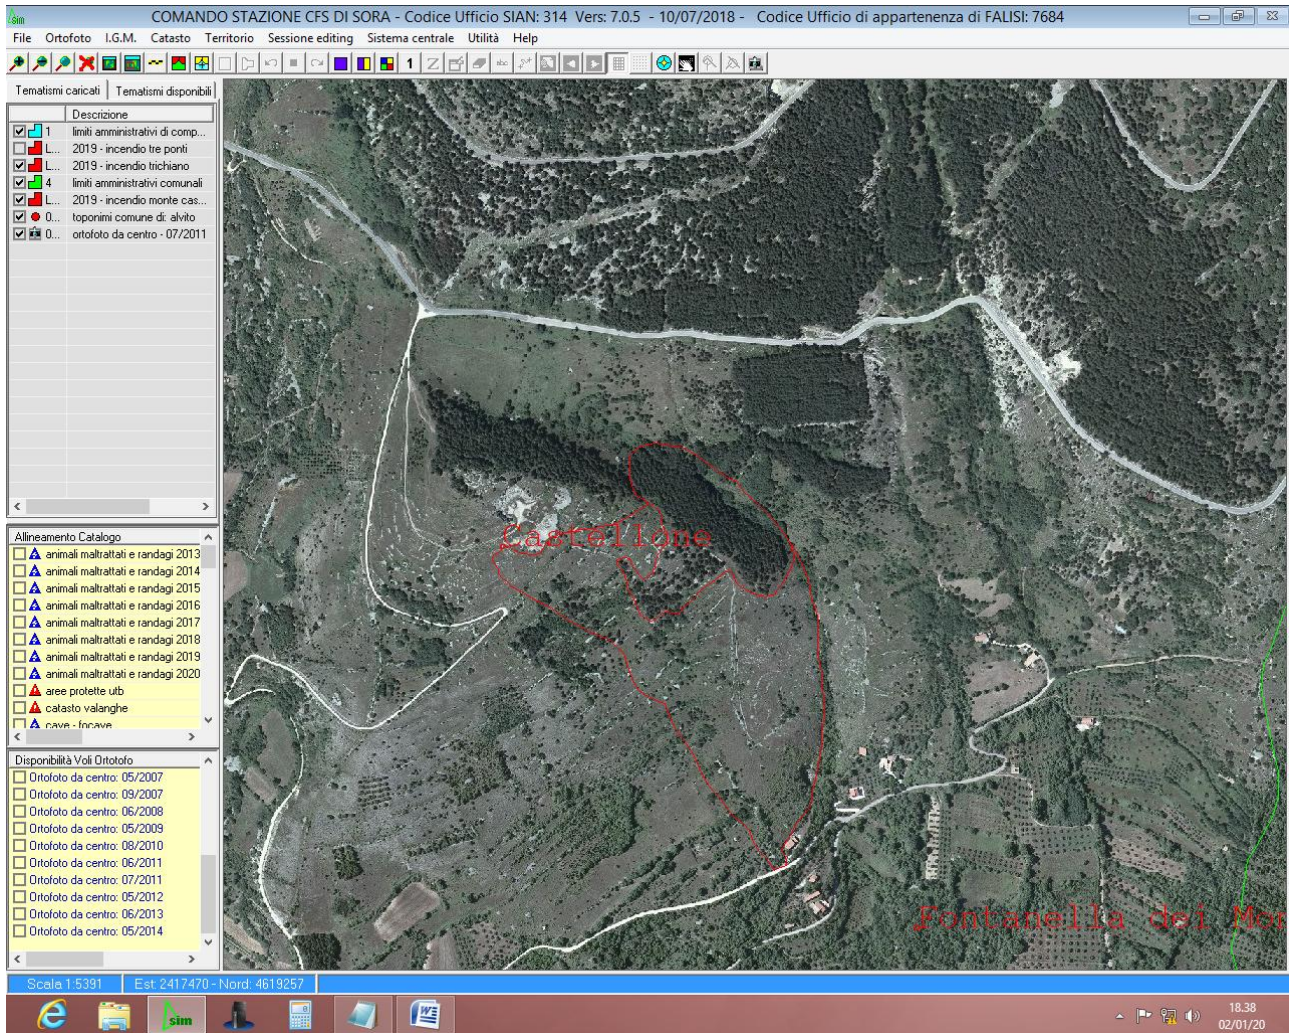 sim COMANDO STAZIONE CFS DI SORA - Codice Ufficio SIAN: 314 Vers: 7.0.5 - 10/07/2018 - Codice Ufficio di appartenenza di FALISI: 7684
File Ortofoto I.G.M. Catasto Territorio Sessione editing Sistema centrale Utilità Help
1 Z abc
Tematismi caricati Tematismi disponibili
Descrizione
1 limiti amministrativi di comp...
L... 2019 - incendio tre ponti
L... 2019 - incendio trichiano
4 limiti amministrativi comunali
L... 2019 - incendio monte cas...
0... toponimi comune di: alvito
0... ortofoto da centro - 07/2011
Allineamento Catalogo
animali maltrattati e randagi 2013
animali maltrattati e randagi 2014
animali maltrattati e randagi 2015
animali maltrattati e randagi 2016
animali maltrattati e randagi 2017
animali maltrattati e randagi 2018
animali maltrattati e randagi 2019
animali maltrattati e randagi 2020
aree protette utb
catasto valanghe
cave - focave
Disponibilità Voli Ortofoto
Ortofoto da centro: 05/2007
Ortofoto da centro: 09/2007
Ortofoto da centro: 06/2008
Ortofoto da centro: 05/2009
Ortofoto da centro: 08/2010
Ortofoto da centro: 06/2011
Ortofoto da centro: 07/2011
Ortofoto da centro: 05/2012
Ortofoto da centro: 06/2013
Ortofoto da centro: 05/2014
Castellone
Fontanella dei Mon
Scala 1:5391 Est: 2417470 - Nord: 4619257
sim
18.38
02/01/20